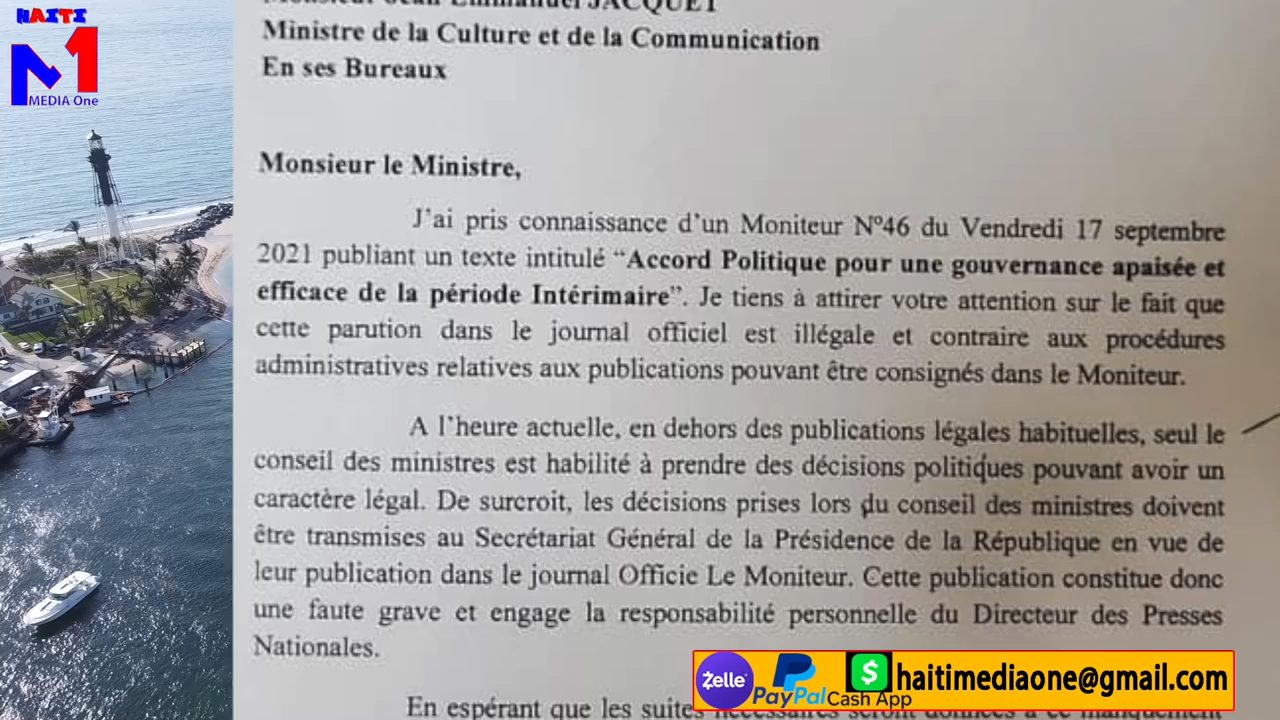 HAITI
M1
MEDIA One
Monsieur Jean Emmanuel JACQUET
Ministre de la Culture et de la Communication
En ses Bureaux
Monsieur le Ministre,
J'ai pris connaissance d'un Moniteur N°46 du Vendredi 17 septembre
2021 publiant un texte intitulé “Accord Politique pour une gouvernance apaisée et
efficace de la période Intérimaire”. Je tiens à attirer votre attention sur le fait que
cette parution dans le journal officiel est illégale et contraire aux procédures
administratives relatives aux publications pouvant être consignés dans le Moniteur.
A l'heure actuelle, en dehors des publications légales habituelles, seul le
conseil des ministres est habilité à prendre des décisions politiques pouvant avoir un
caractère légal. De surcroit, les décisions prises lors du conseil des ministres doivent
être transmises au Secrétariat Général de la Présidence de la République en vue de
leur publication dans le journal Officie Le Moniteur. Cette publication constitue donc
une faute grave et engage la responsabilité personnelle du Directeur des Presses
Nationales.
En espérant que les suites
Zelle
PayPal
$
Cash App
haitimediaone@gmail.com